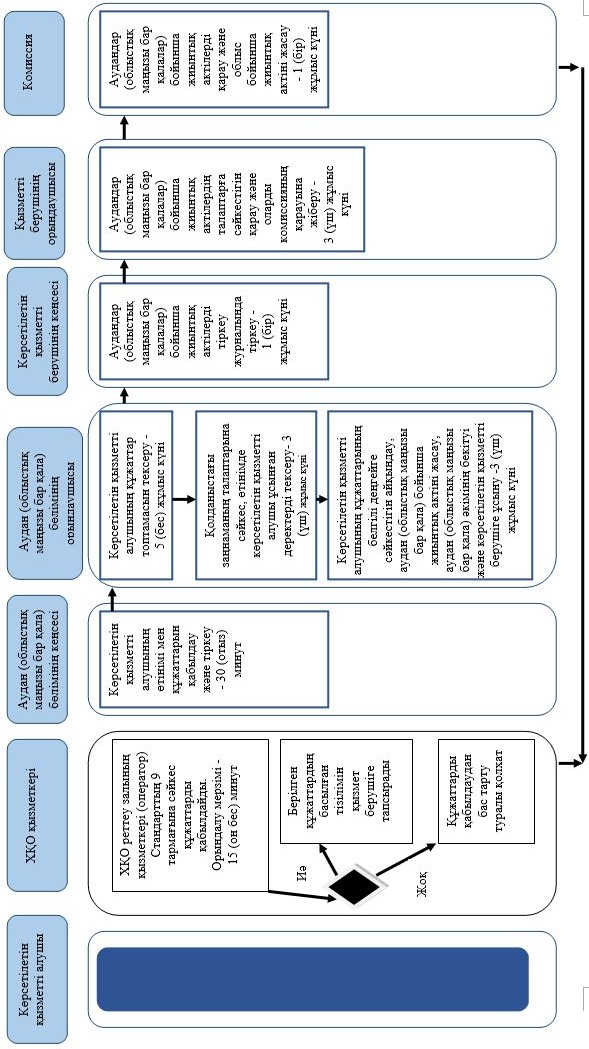 Көрсетілетін
қызметті алушы
ХҚО қызметкері
ХҚО реттеу залының
қызметкері (оператор)
Стандарттың 9
тармағына сәйкес
құжаттарды
қабылдайды.
Орындалу мерзімі -
15 (он бес) минут
Иә
Жоқ
Берілген
құжаттардың
басылған
тізілімін
қызмет
берушіге
тапсырады
Құжаттарды
қабылдаудан
бас тарту
туралы қолхат
Аудан (облыстық
маңызы бар қала)
бөлімінің кеңсесі
Көрсетілетін
қызметті
алушының
өтінімі мен
құжаттарын
қабылдау
және тіркеу
- 30 (отыз)
минут
Аудан (облыстық
маңызы бар қала)
бөлімінің
орындаушысы
Көрсетілетін қызметті
алушының құжаттар
топтамасын тексеру -
5 (бес) жұмыс күні
Қолданыстағы
заңнаманың талаптарына
сәйкес, өтінімде
көрсетілетін қызметті
алушы ұсынған
деректерді тексеру- 3
(үш) жұмыс күні
Көрсетілетін қызметті
алушының құжаттарының
белгілі деңгейге
сәйкестігін айқындау,
аудан (облыстық маңызы
бар қала) бойынша
жиынтық актіні жасау,
аудан (облыстық маңызы
бар қала) әкімінің бекітуі
және көрсетілетін қызметті
берушіге ұсыну -3 (үш)
жұмыс күні
Көрсетілетін
қызметті
берушінің кеңсесі
Аудандар
(облыстық
маңызы бар
қалалар)
бойынша
жиынтық
актілерді
тіркеу
журналында
тіркеу -
1 (бір)
жұмыс күні
Қызметті
берушінің
орындаушысы
Аудандар
(облыстық
маңызы бар
қалалар)
бойынша
жиынтық
актілердің
талаптарға
сәйкестігін
қарау және
оларды
комиссияның
қарауына
жіберу -
3 (үш) жұмыс
күні
Комиссия
Аудандар
(облыстық
маңызы бар
қалалар)
бойынша
жиынтық
актілерді
қарау және
облыс
бойынша
жиынтық
актіні жасау
- 1 (бір)
жұмыс күні